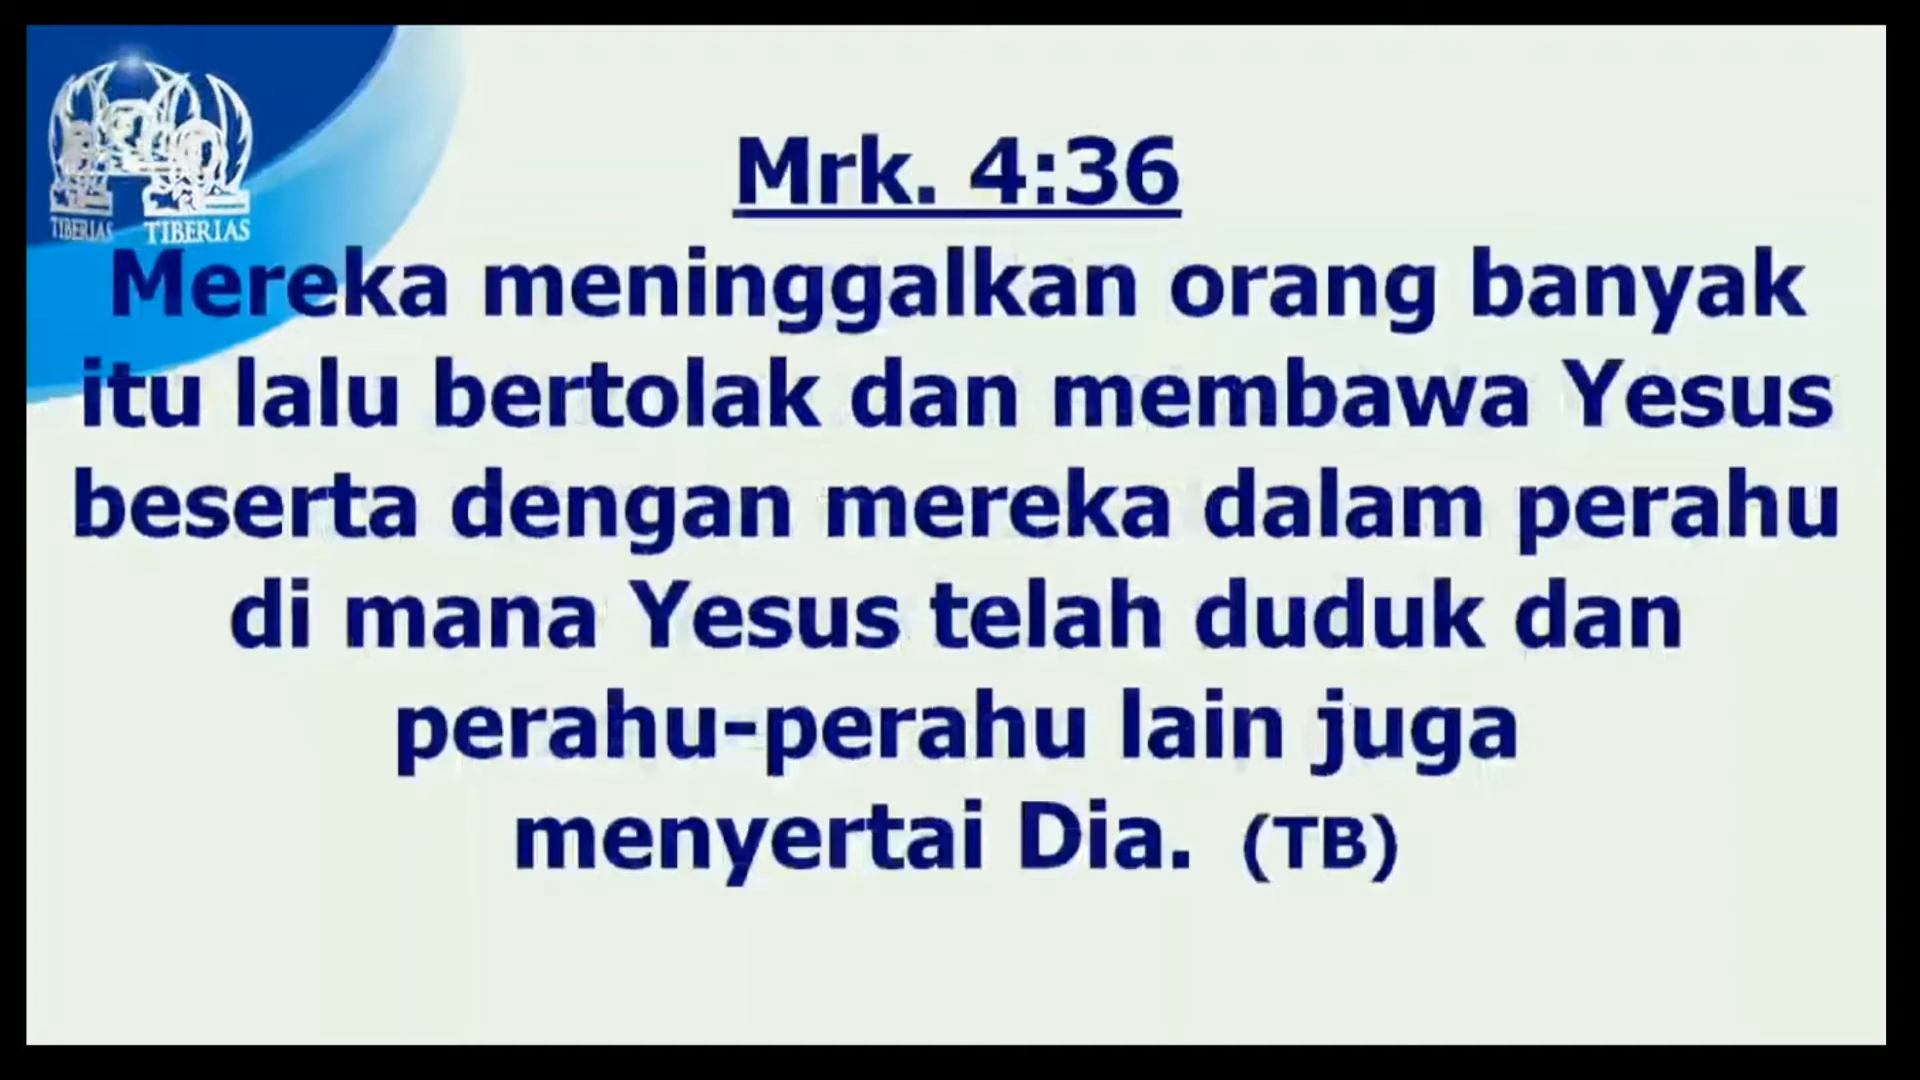 TIBERIAS TIBERIAS
Mrk. 4:36
Mereka meninggalkan orang banyak
itu lalu bertolak dan membawa Yesus
beserta dengan mereka dalam perahu
di mana Yesus telah duduk dan
perahu-perahu lain juga
menyertai Dia. (TB)